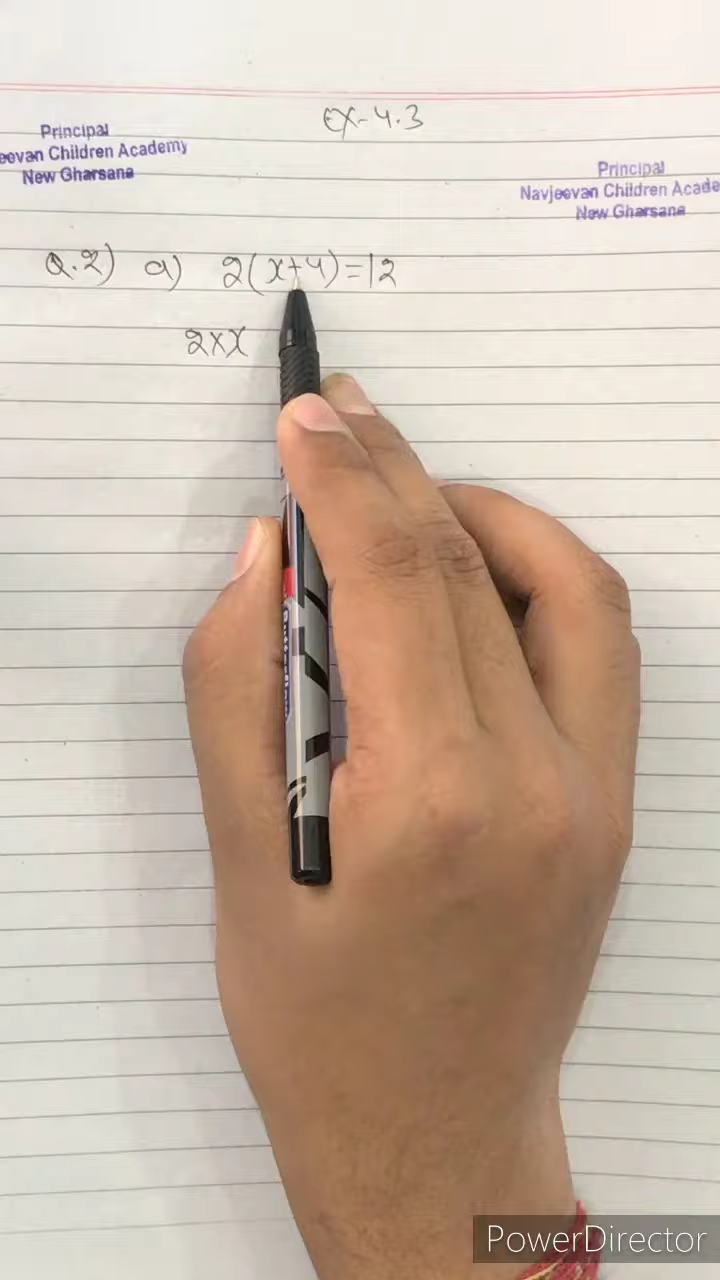 EX-4.3
Principal
eevan Children Academy
New Gharsana
Principal
Navjeevan Children Acade
New Gharsana
Q.2) a) 2(x+4)=12
2×x
PowerDirector